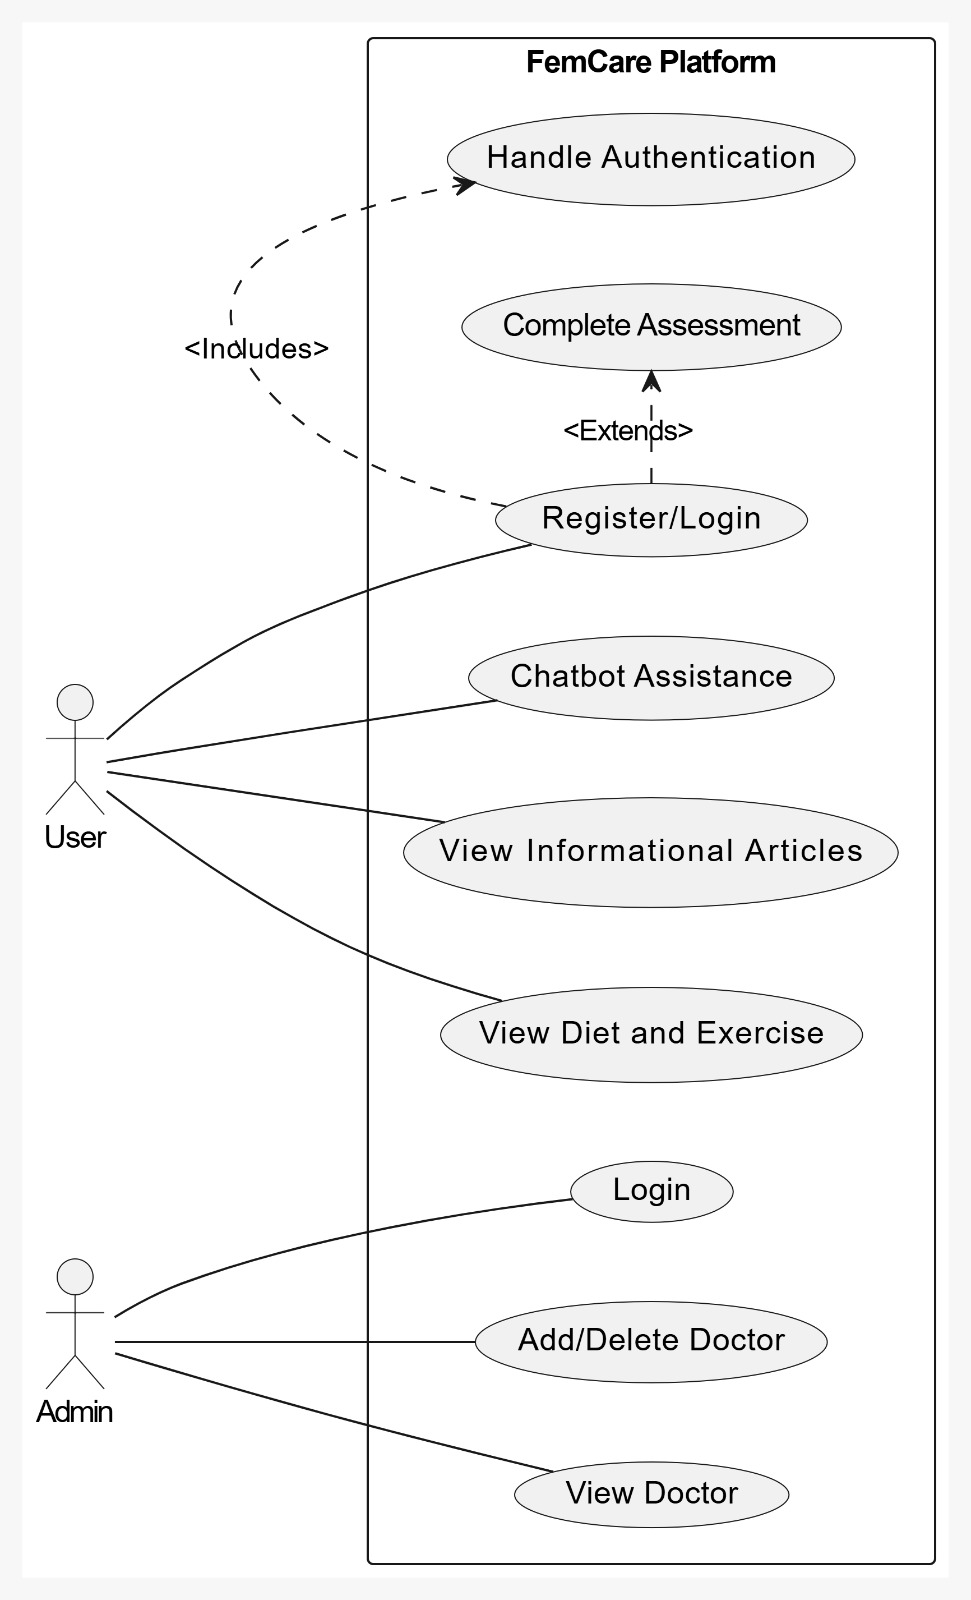 FemCare Platform
Handle Authentication
Complete Assessment
<Includes>
<Extends>
Register/Login
Chatbot Assistance
User
View Informational Articles
View Diet and Exercise
Login
Add/Delete Doctor
Admin
View Doctor